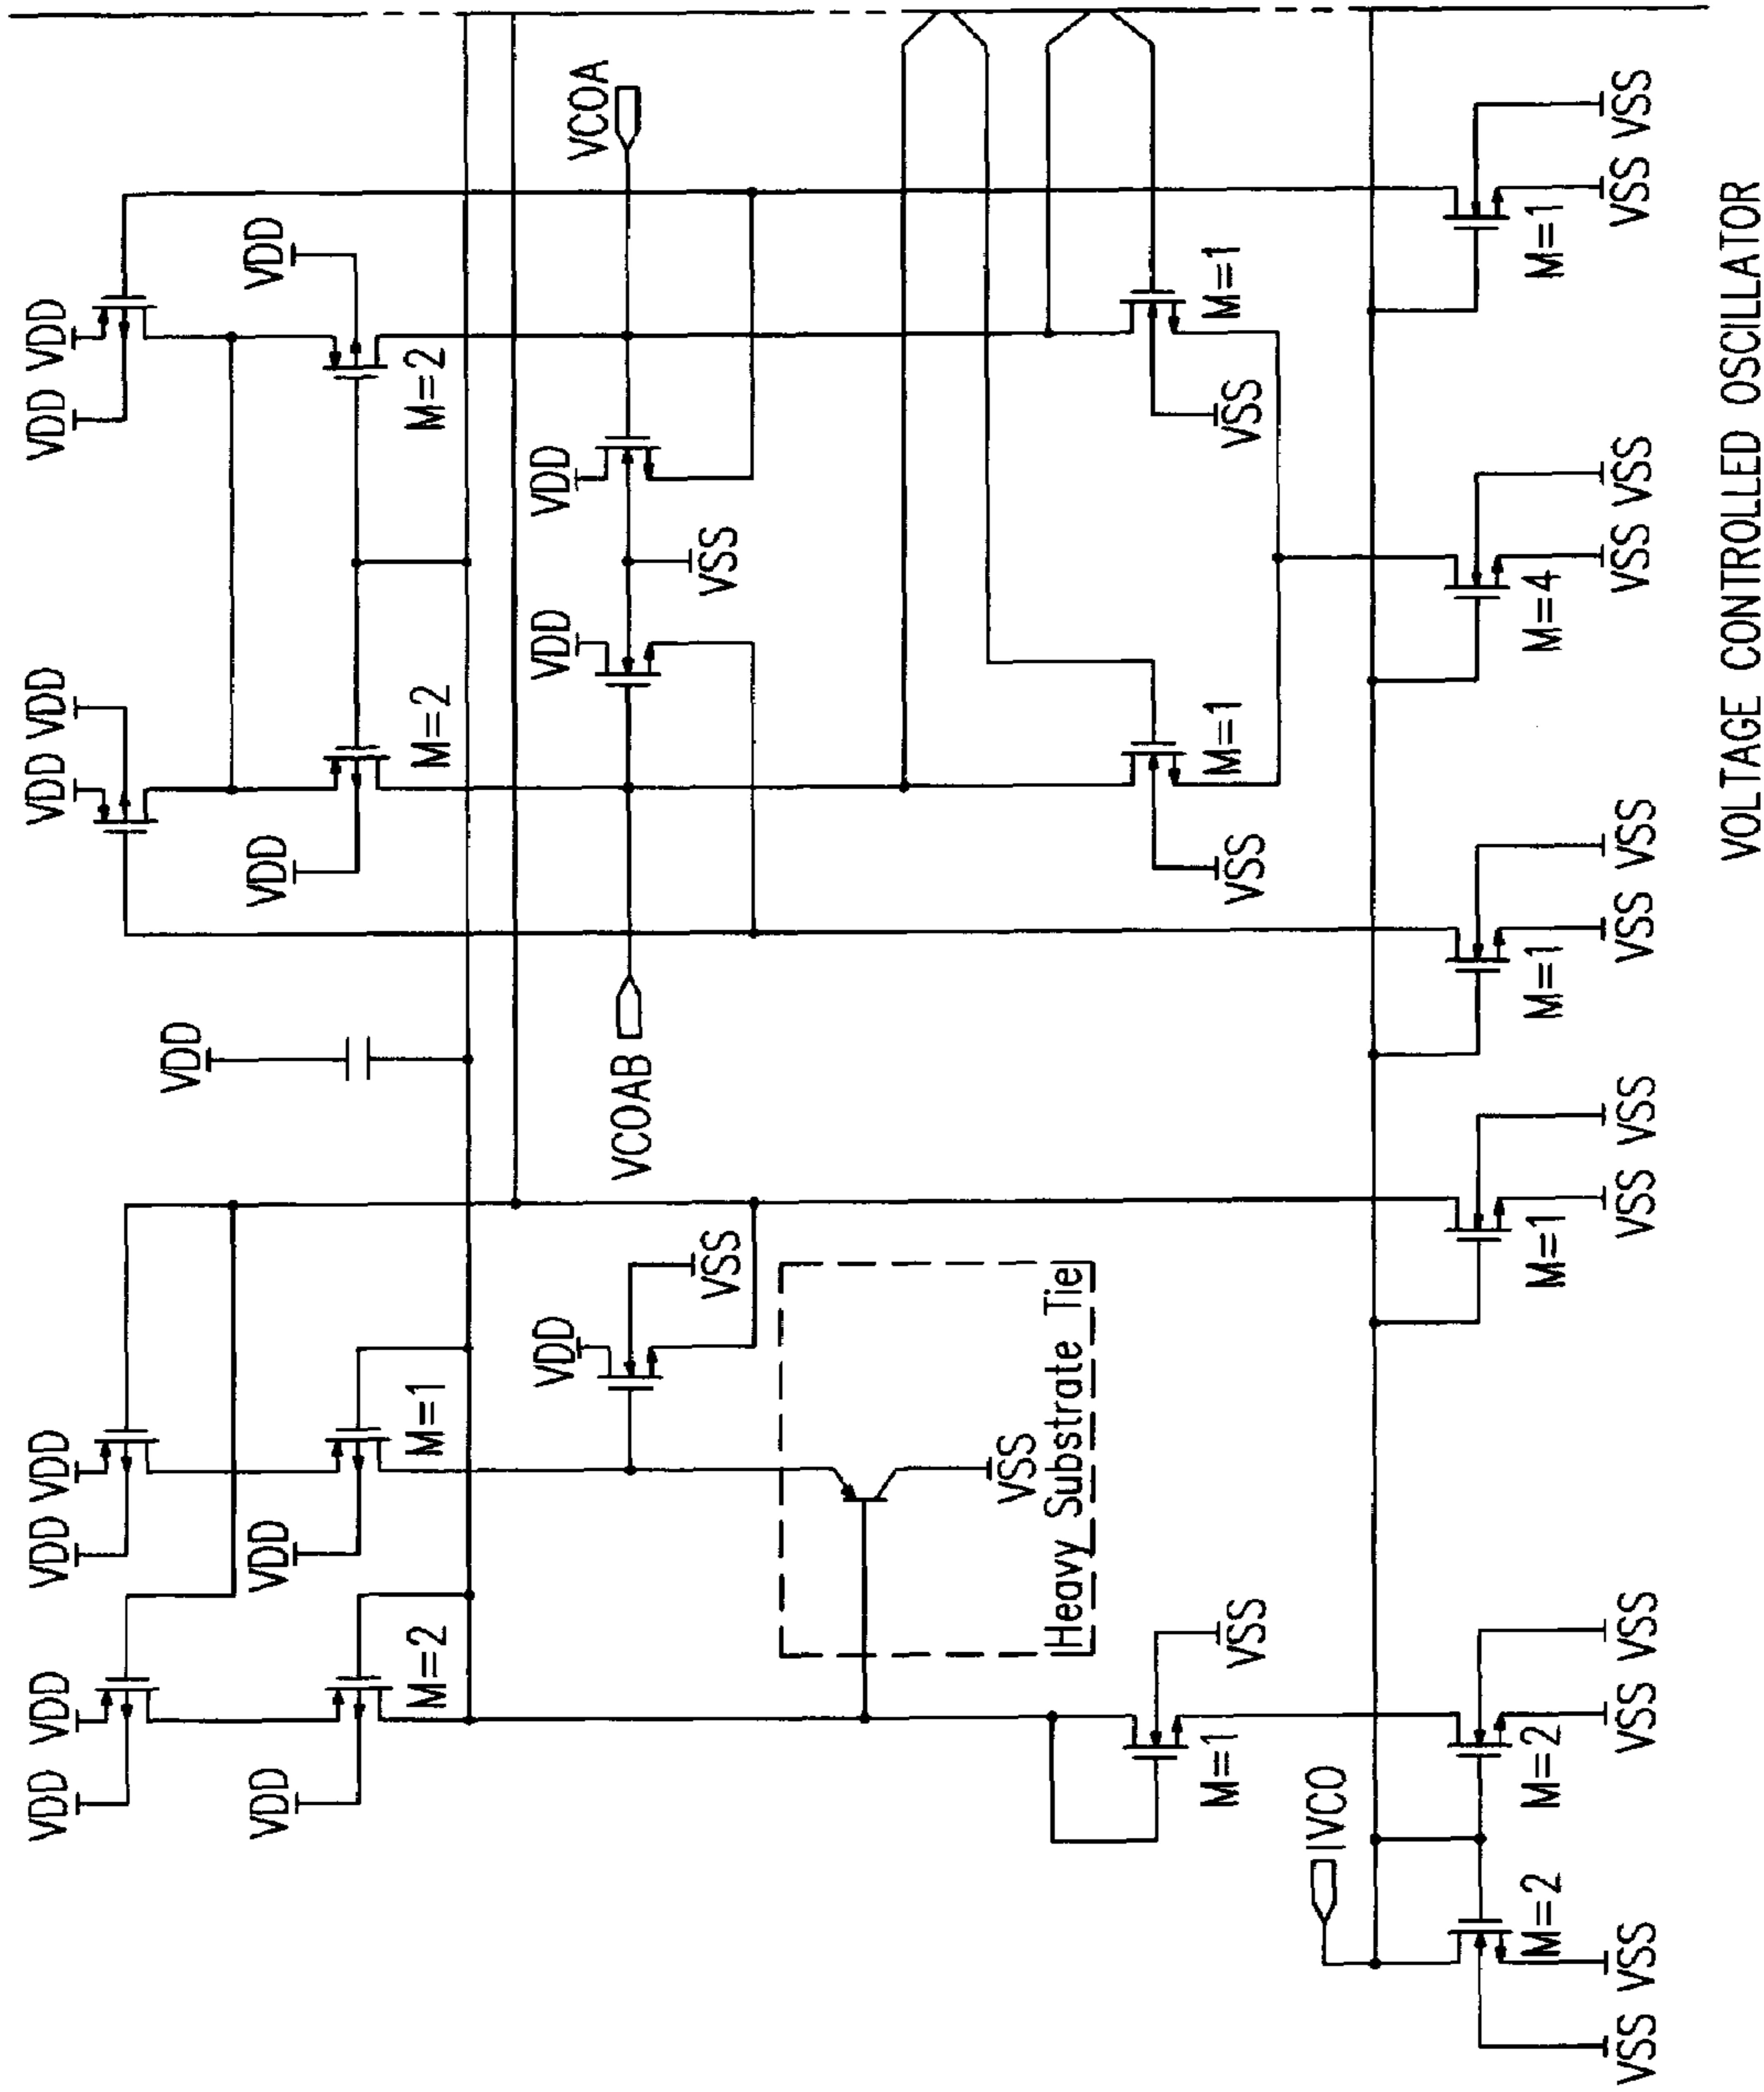 VDD VDD
VDD VDD
VDD VDD
VDD VDD
VDD
VDD
VDD
VDD
VDD
M=2
M=1
M=2
M=2
VDD
VDD
VDD
VCOAB
VCOA
VSS
VSS
VSS
Heavy Substrate Tie
M=1
VSS
VSS
M=1
VSS
M=1
IVCO
M=2
M=2
M=1
M=1
M=4
M=1
VSS VSS
VSS VSS
VSS VSS
VSS VSS
VSS VSS
VSS VSS
VOLTAGE CONTROLLED OSCILLATOR